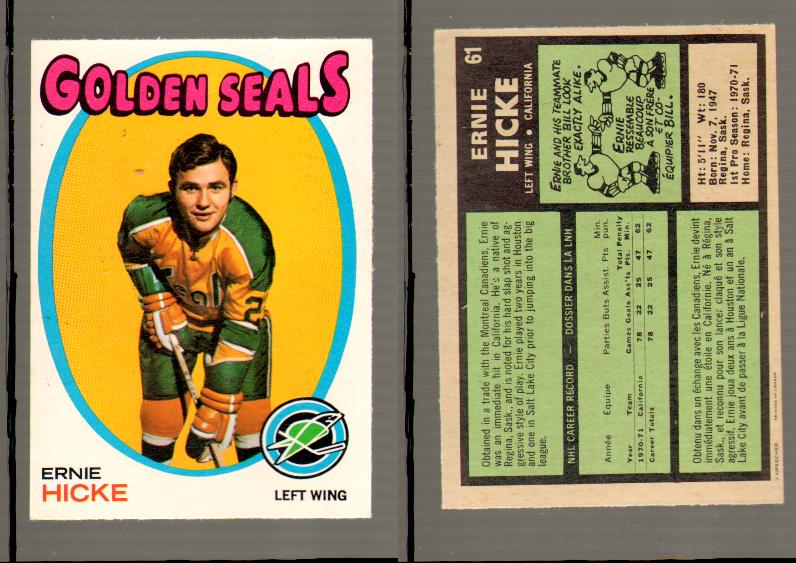 GOLDEN SEALS
Seals
2
ERNIE
HICKE
LEFT WING
61
ERNIE
HICKE
LEFT WING • CALIFORNIA
ERNIE AND HIS TEAMMATE
BROTHER BILL LOOK
EXACTLY ALIKE.
ERNIE
RESSEMBLE
BEAUCOUP
A SON FRÈRE
ET CO-
ÉQUIPIER BILL.
Ht: 5'11" Wt: 180
Born: Nov. 7, 1947
Regina, Sask.
1st Pro Season: 1970-71
Home: Regina, Sask.
Obtained in a trade with the Montreal Canadiens, Ernie
was an immediate hit in California. He's a native of
Regina, Sask., and is noted for his hard slap shot and ag-
gressive style of play. Ernie played two years in Houston
and one in Salt Lake City prior to jumping into the big
league.
NHL CAREER RECORD — DOSSIER DANS LA LNH
Année Équipe Parties Buts Assist. Pts Min. pun.
Year Team Games Goals Ass'ts Total Pts. Penalty Min.
1970-71 California 78 22 25 47 62
Career Totals 78 22 25 47 62
Obtenu dans un échange avec les Canadiens, Ernie devint
immédiatement une étoile en Californie. Né à Régina,
Sask., et reconnu pour son lancer claqué et son style
agressif, Ernie joua deux ans à Houston et un an à Salt
Lake City avant de passer à la Ligue Nationale.
O-PEE-CHEE PRINTED IN CANADA